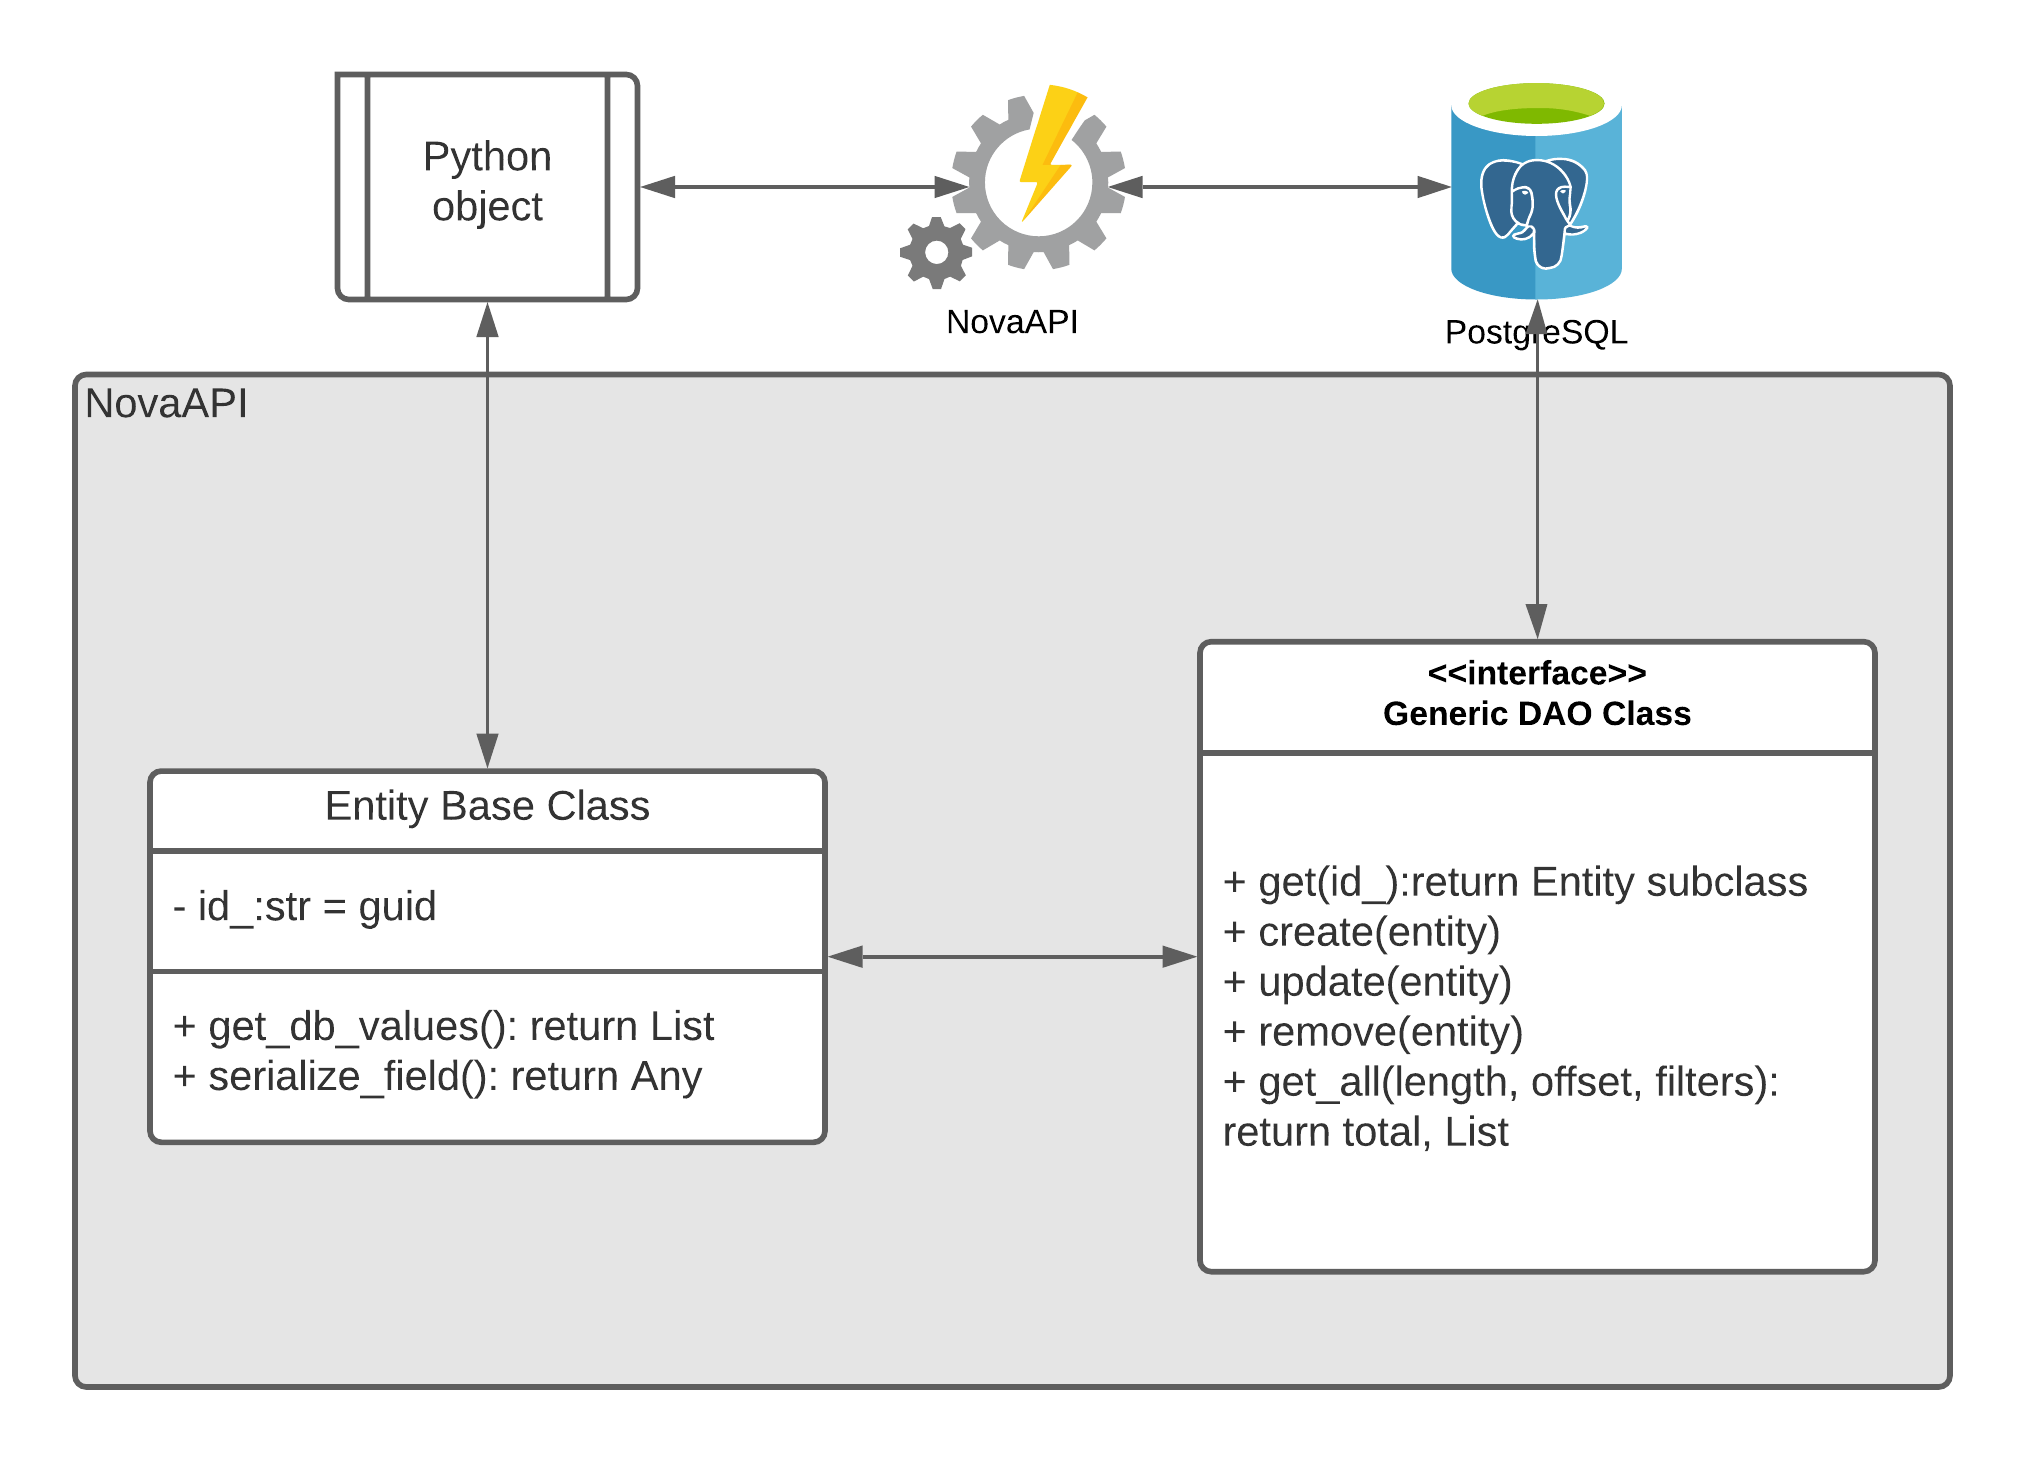 Python
object
NovaAPI
PostgreSQL
NovaAPI
Entity Base Class
- id_:str = guid
+ get_db_values(): return List
+ serialize_field(): return Any
<<interface>>
Generic DAO Class
+ get(id_):return Entity subclass
+ create(entity)
+ update(entity)
+ remove(entity)
+ get_all(length, offset, filters):
return total, List